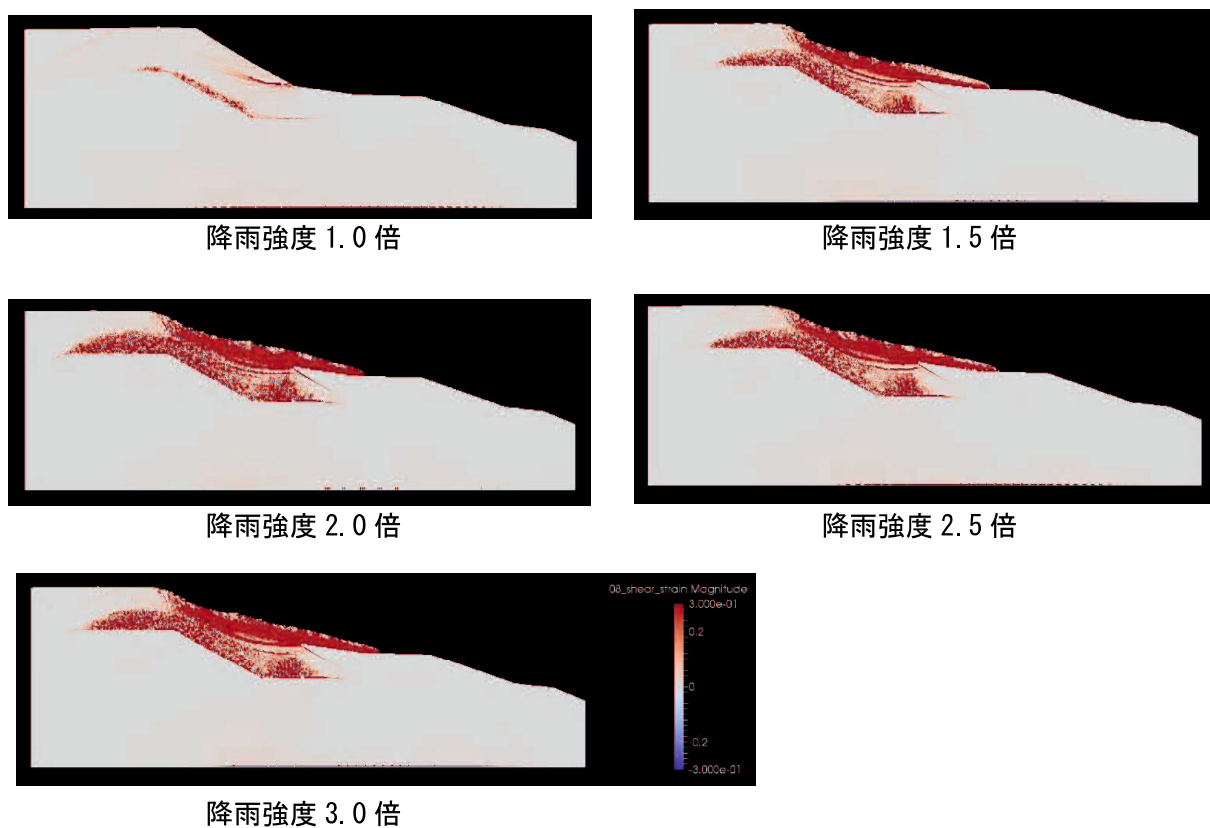 降雨強度 1.0 倍
降雨強度 1.5 倍
降雨強度 2.0 倍
降雨強度 2.5 倍
08_shear_strain Magnitude
3.000e-01
0.2
0
-0.2
-3.000e-01
降雨強度 3.0 倍